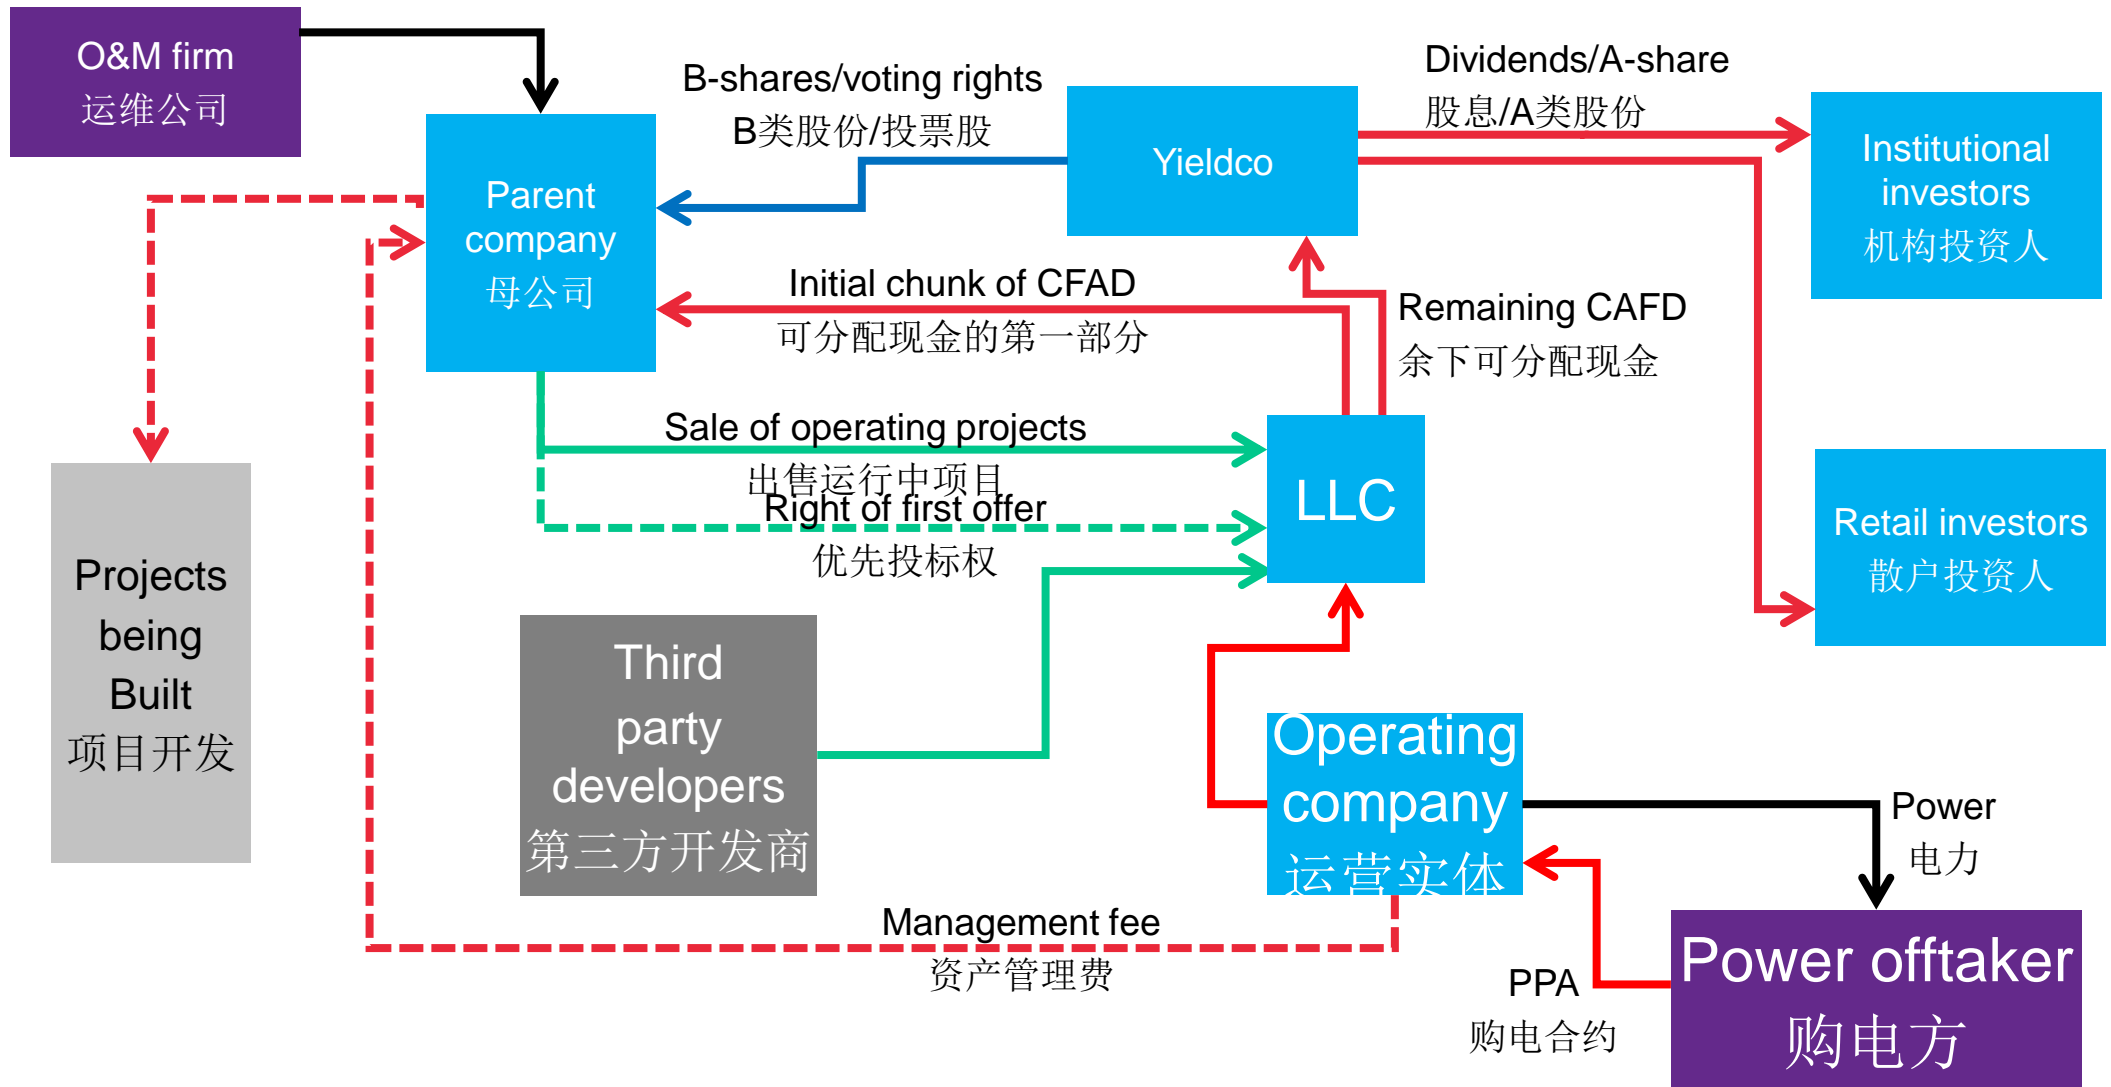 O&M firm
运维公司
B-shares/voting rights
B类股份/投票股
Dividends/A-share
股息/A类股份
Parent
company
母公司
Yieldco
Institutional
investors
机构投资人
Initial chunk of CFAD
可分配现金的第一部分
Remaining CAFD
余下可分配现金
Sale of operating projects
出售运行中项目
Right of first offer
优先投标权
LLC
Retail investors
散户投资人
Projects
being
Built
项目开发
Third
party
developers
第三方开发商
Operating
company
运营实体
Power
电力
Management fee
资产管理费
PPA
购电合约
Power offtaker
购电方